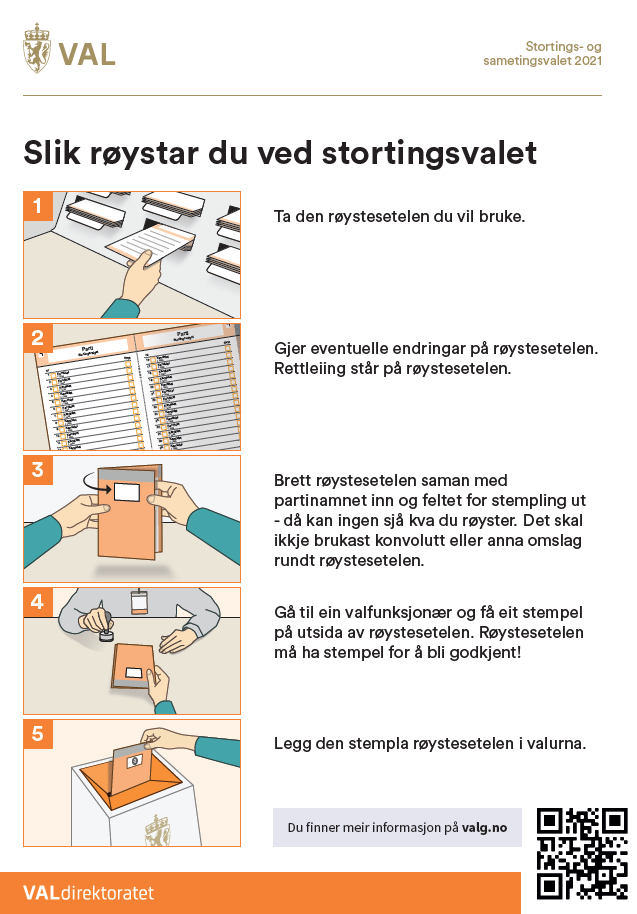 VAL
Stortings- og
sametingsvalet 2021
Slik røystar du ved stortingsvalet
1
Ta den røystesetelen du vil bruke.
2
Parti
Parti
Gjer eventuelle endringar på røystesetelen.
Rettleiing står på røystesetelen.
3
Brett røystesetelen saman med
partinamnet inn og feltet for stempling ut
- då kan ingen sjå kva du røyster. Det skal
ikkje brukast konvolutt eller anna omslag
rundt røystesetelen.
4
Gå til ein valfunksjonær og få eit stempel
på utsida av røystesetelen. Røystesetelen
må ha stempel for å bli godkjent!
5
Legg den stempla røystesetelen i valurna.
Du finner meir informasjon på valg.no
VALdirektoratet